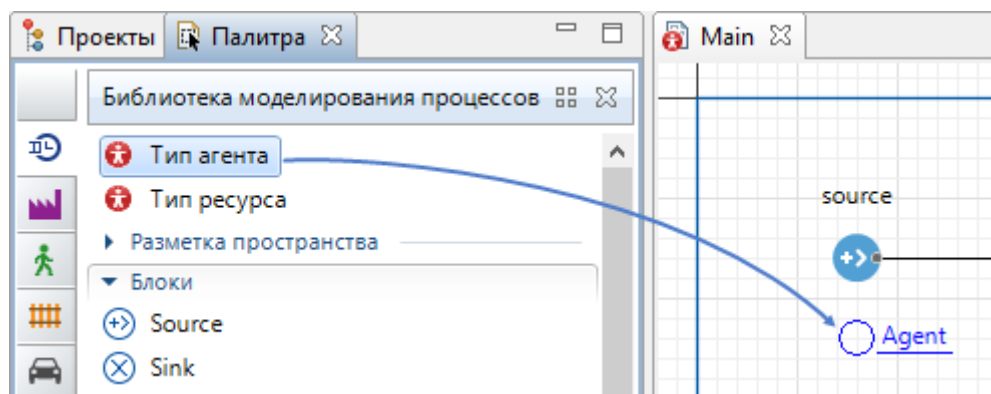 Проекты
Палитра
Main
Библиотека моделирования процессов
Тип агента
Тип ресурса
Разметка пространства
Блоки
Source
Sink
source
Agent